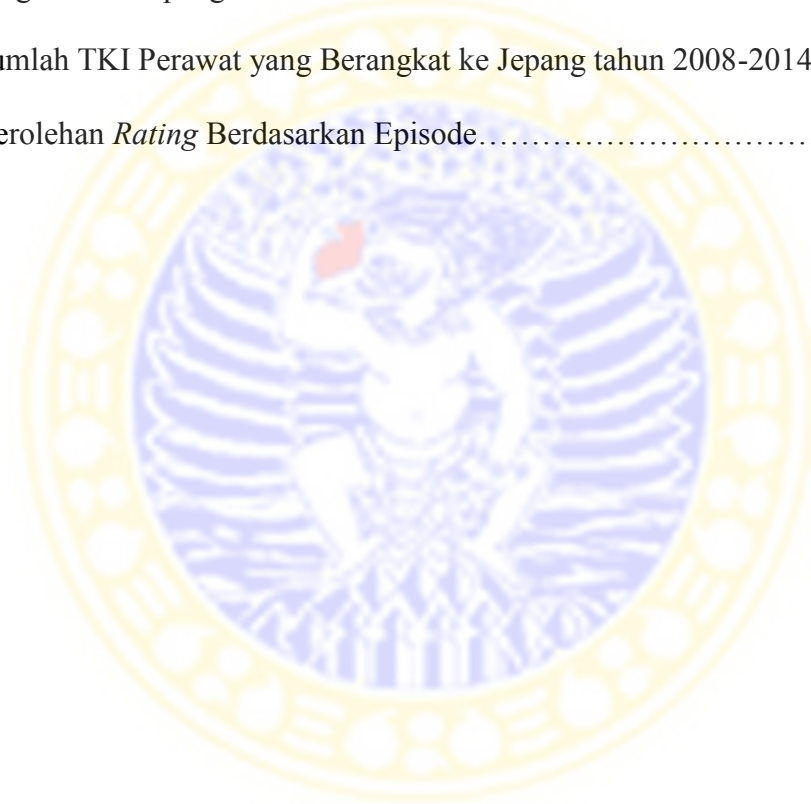 umlah TKI Perawat yang Berangkat ke Jepang tahun 2008-2014
erolehan Rating Berdasarkan Episode……………………………